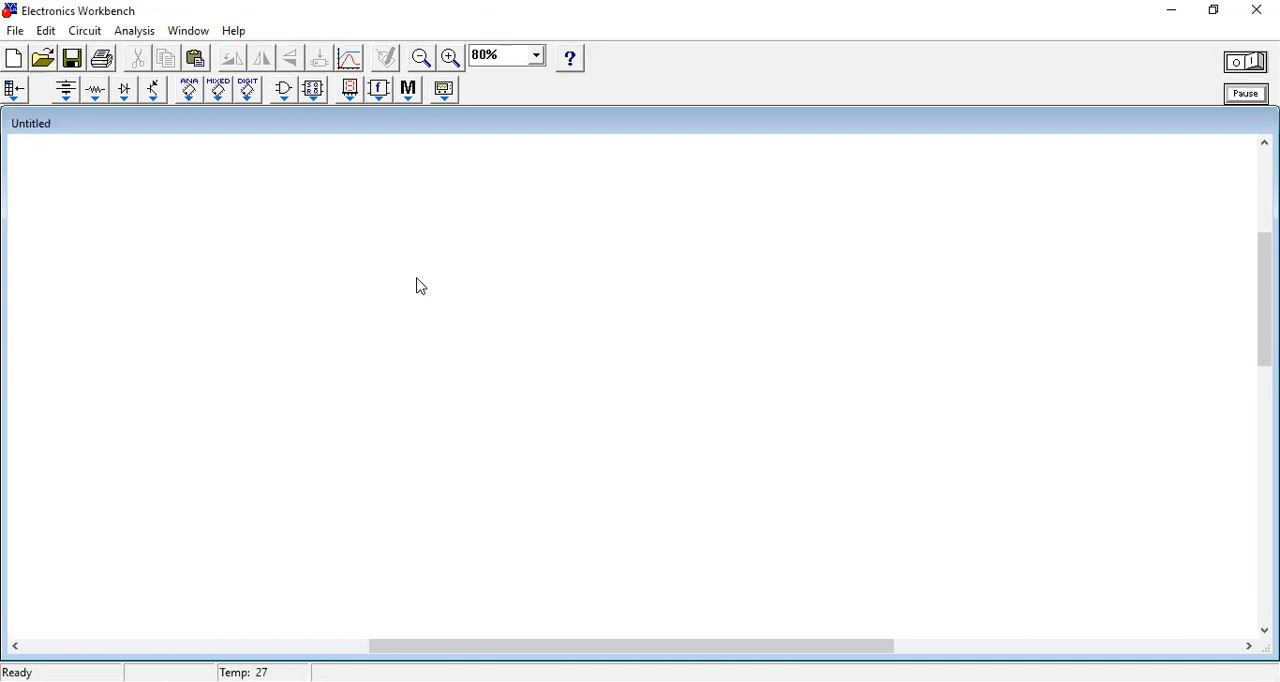 Electronics Workbench
File Edit Circuit Analysis Window Help
80% ?
ANA MIXED DIGIT f M
Pause
Untitled
Ready Temp: 27